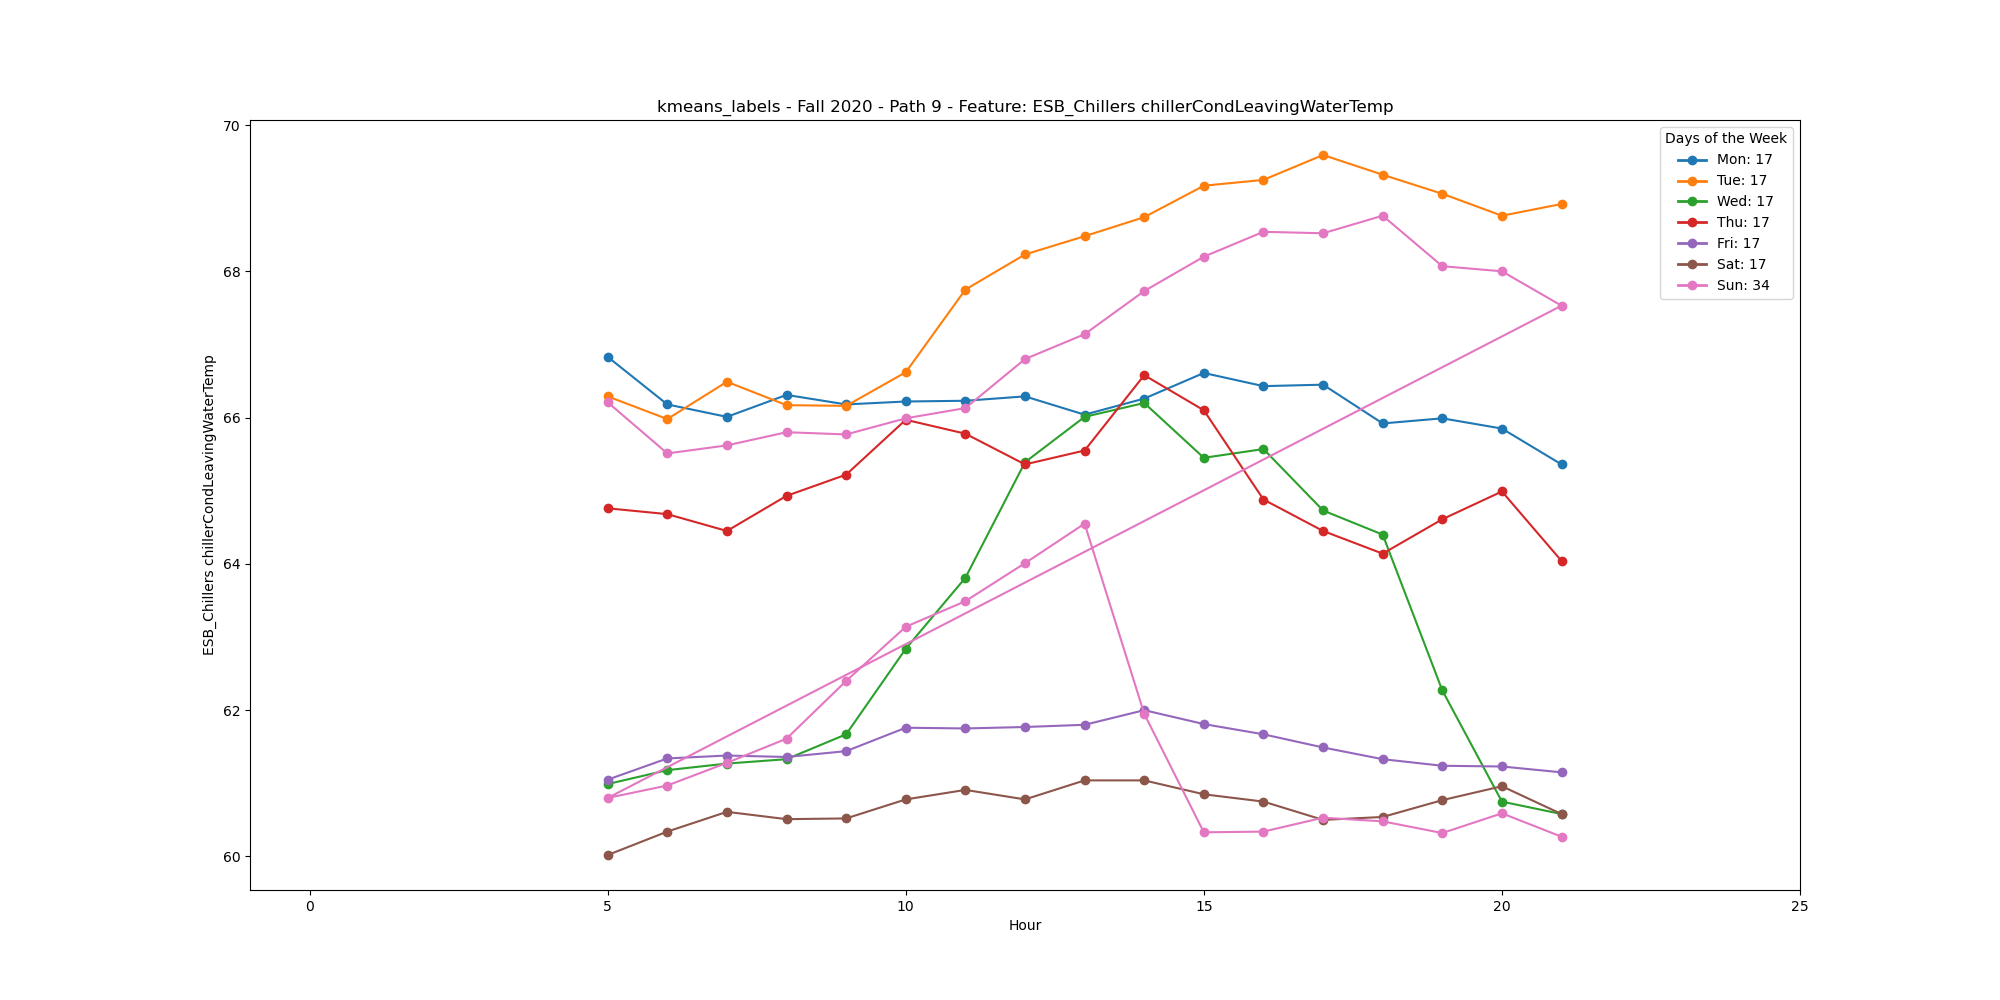 kmeans_labels - Fall 2020 - Path 9 - Feature: ESB_Chillers chillerCondLeavingWaterTemp
Days of the Week
Mon: 17
Tue: 17
Wed: 17
Thu: 17
Fri: 17
Sat: 17
Sun: 34
ESB_Chillers chillerCondLeavingWaterTemp
70
68
66
64
62
60
0 5 10 15 20 25
Hour